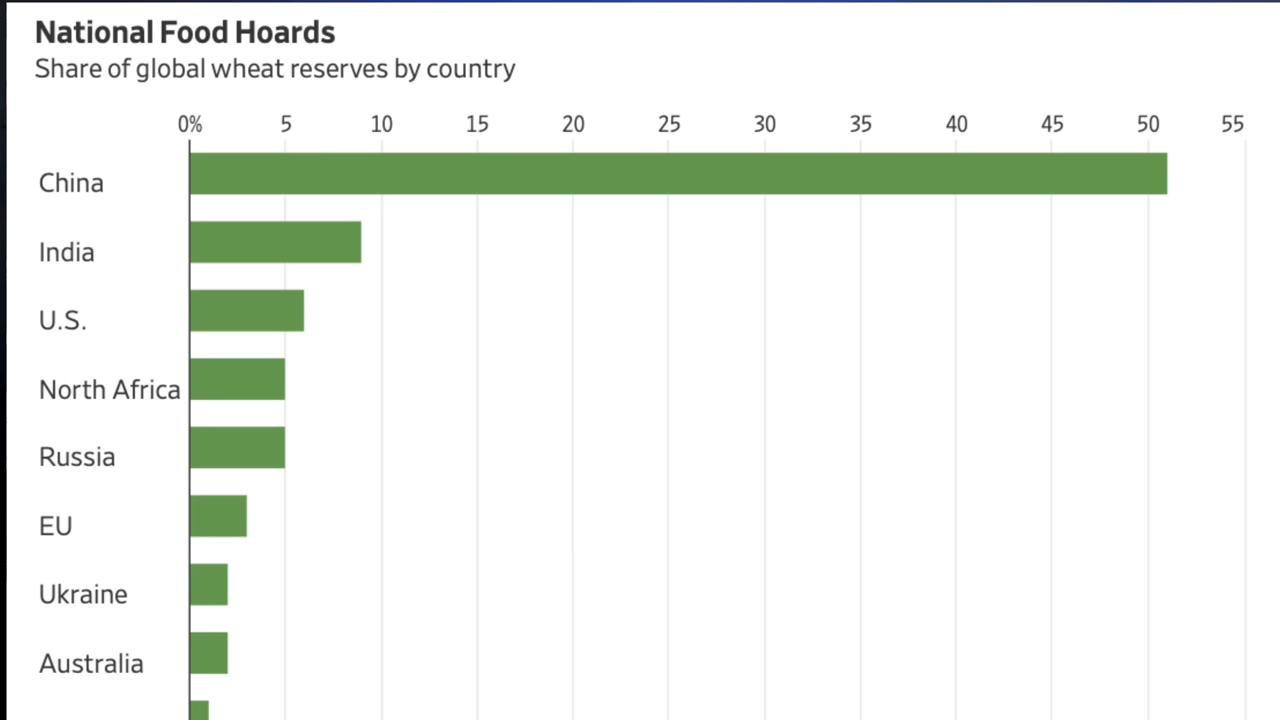 National Food Hoards
Share of global wheat reserves by country
0% 5 10 15 20 25 30 35 40 45 50 55
China
India
U.S.
North Africa
Russia
EU
Ukraine
Australia